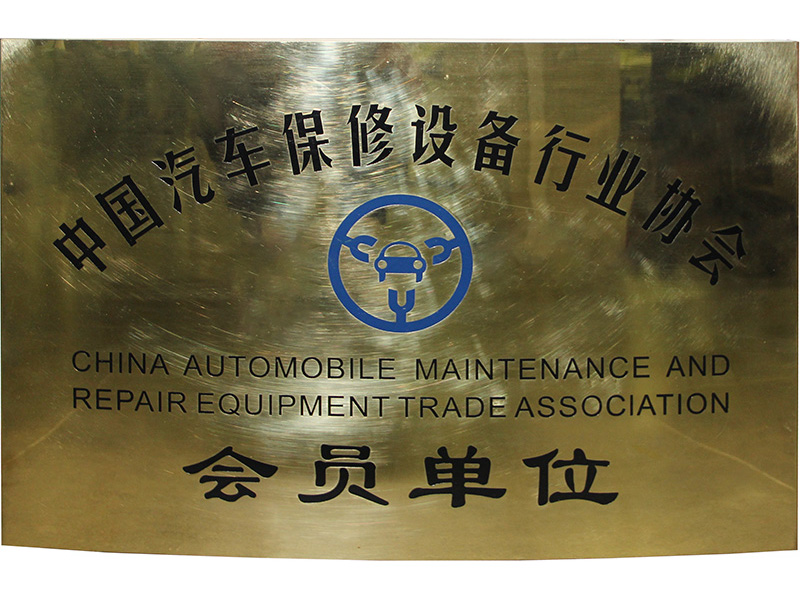 中国汽车保修设备行业协会
CHINA AUTOMOBILE MAINTENANCE AND
REPAIR EQUIPMENT TRADE ASSOCIATION
会员单位